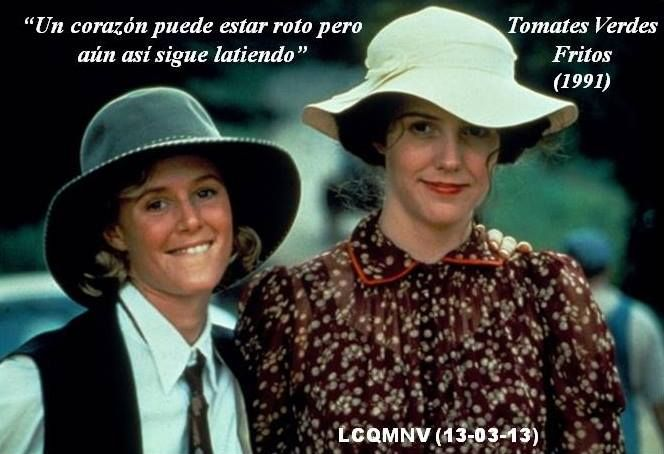 “Un corazón puede estar roto pero
aún así sigue latiendo”
Tomates Verdes
Fritos
(1991)
LCQMNV (13-03-13)